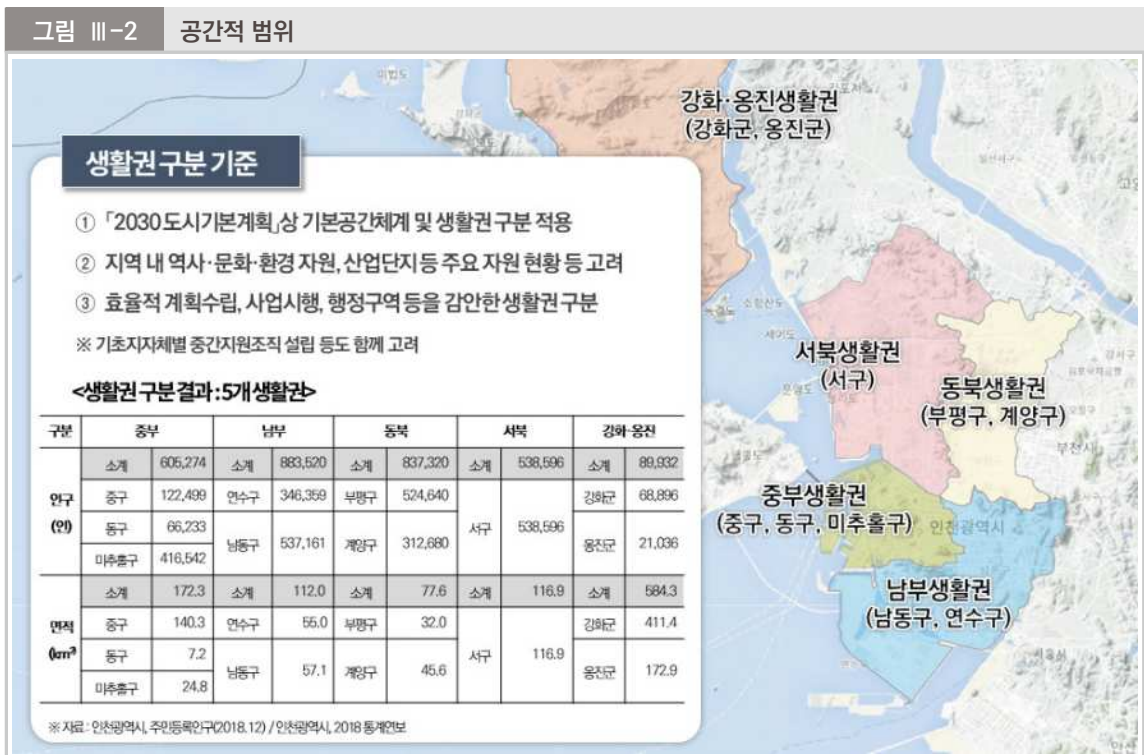 그림 Ⅲ-2 공간적 범위
강화·옹진생활권
(강화군, 옹진군)
생활권 구분 기준
① 「2030 도시기본계획」상 기본공간체계 및 생활권 구분 적용
② 지역 내 역사·문화·환경 자원, 산업단지 등 주요 자원 현황 등 고려
③ 효율적 계획수립, 사업시행, 행정구역 등을 감안한 생활권 구분
※ 기초지자체별 중간지원조직 설립 등도 함께 고려
<생활권 구분 결과 : 5개 생활권>
구분 중부 남부 동북 서북 강화·옹진
소계 605,274 소계 883,520 소계 837,320 소계 538,596 소계 89,932
인구 (인) 중구 122,499 연수구 346,359 부평구 524,640 서구 538,596 강화군 68,896
동구 66,233 남동구 537,161 계양구 312,680 옹진군 21,036
미추홀구 416,542
소계 172.3 소계 112.0 소계 77.6 소계 116.9 소계 584.3
면적 (km² 중구 140.3 연수구 55.0 부평구 32.0 서구 116.9 강화군 411.4
동구 7.2 남동구 57.1 계양구 45.6 옹진군 172.9
미추홀구 24.8
※ 자료 : 인천광역시, 주민등록인구(2018.12) / 인천광역시, 2018 통계연보
서북생활권
(서구)
동북생활권
(부평구, 계양구)
중부생활권
(중구, 동구, 미추홀구)
인천광역시
남부생활권
(남동구, 연수구)
부천시
강서구
세어도